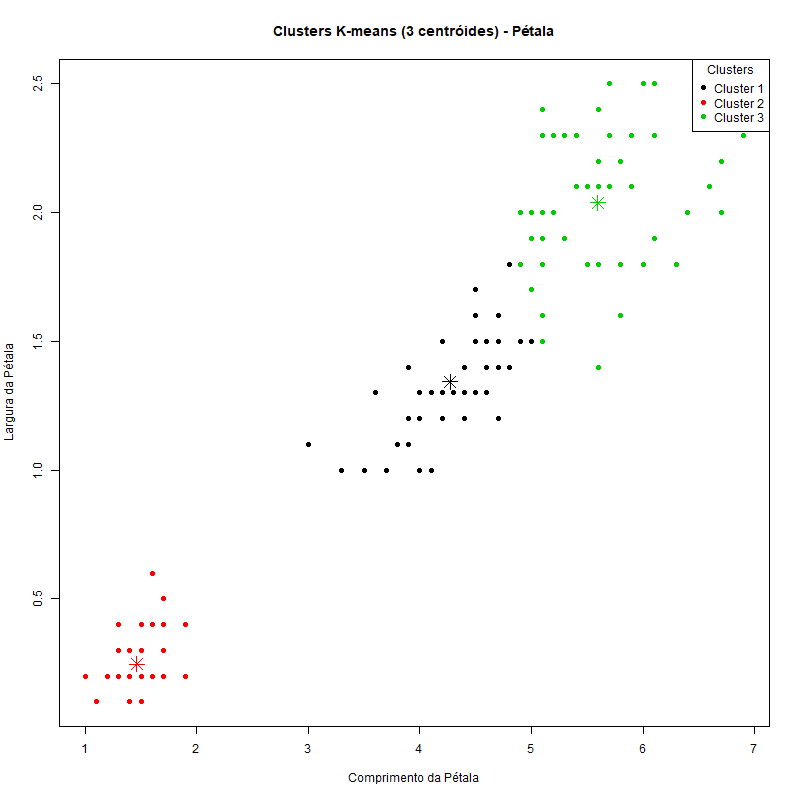 Clusters K-means (3 centróides) - Pétala
Clusters
Cluster 1
Cluster 2
Cluster 3
Largura da Pétala
2.5
2.0
1.5
1.0
0.5
1 2 3 4 5 6 7
Comprimento da Pétala